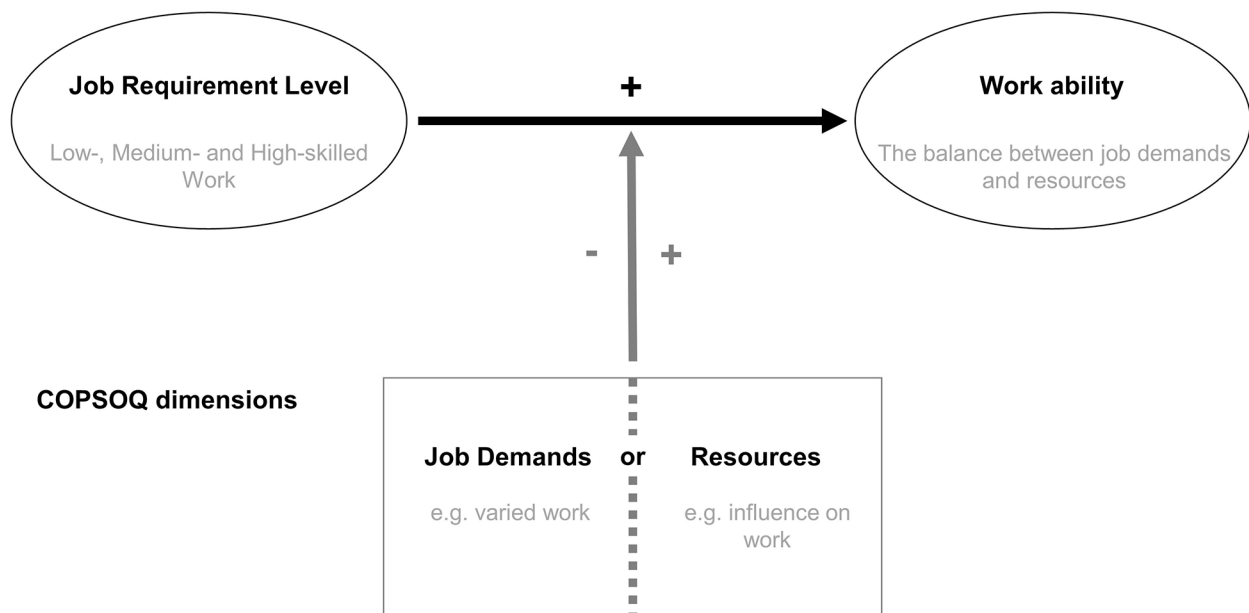 Job Requirement Level
Low-, Medium- and High-skilled
Work
+
Work ability
The balance between job demands
and resources
- +
COPSOQ dimensions
Job Demands or Resources
e.g. varied work
e.g. influence on
work